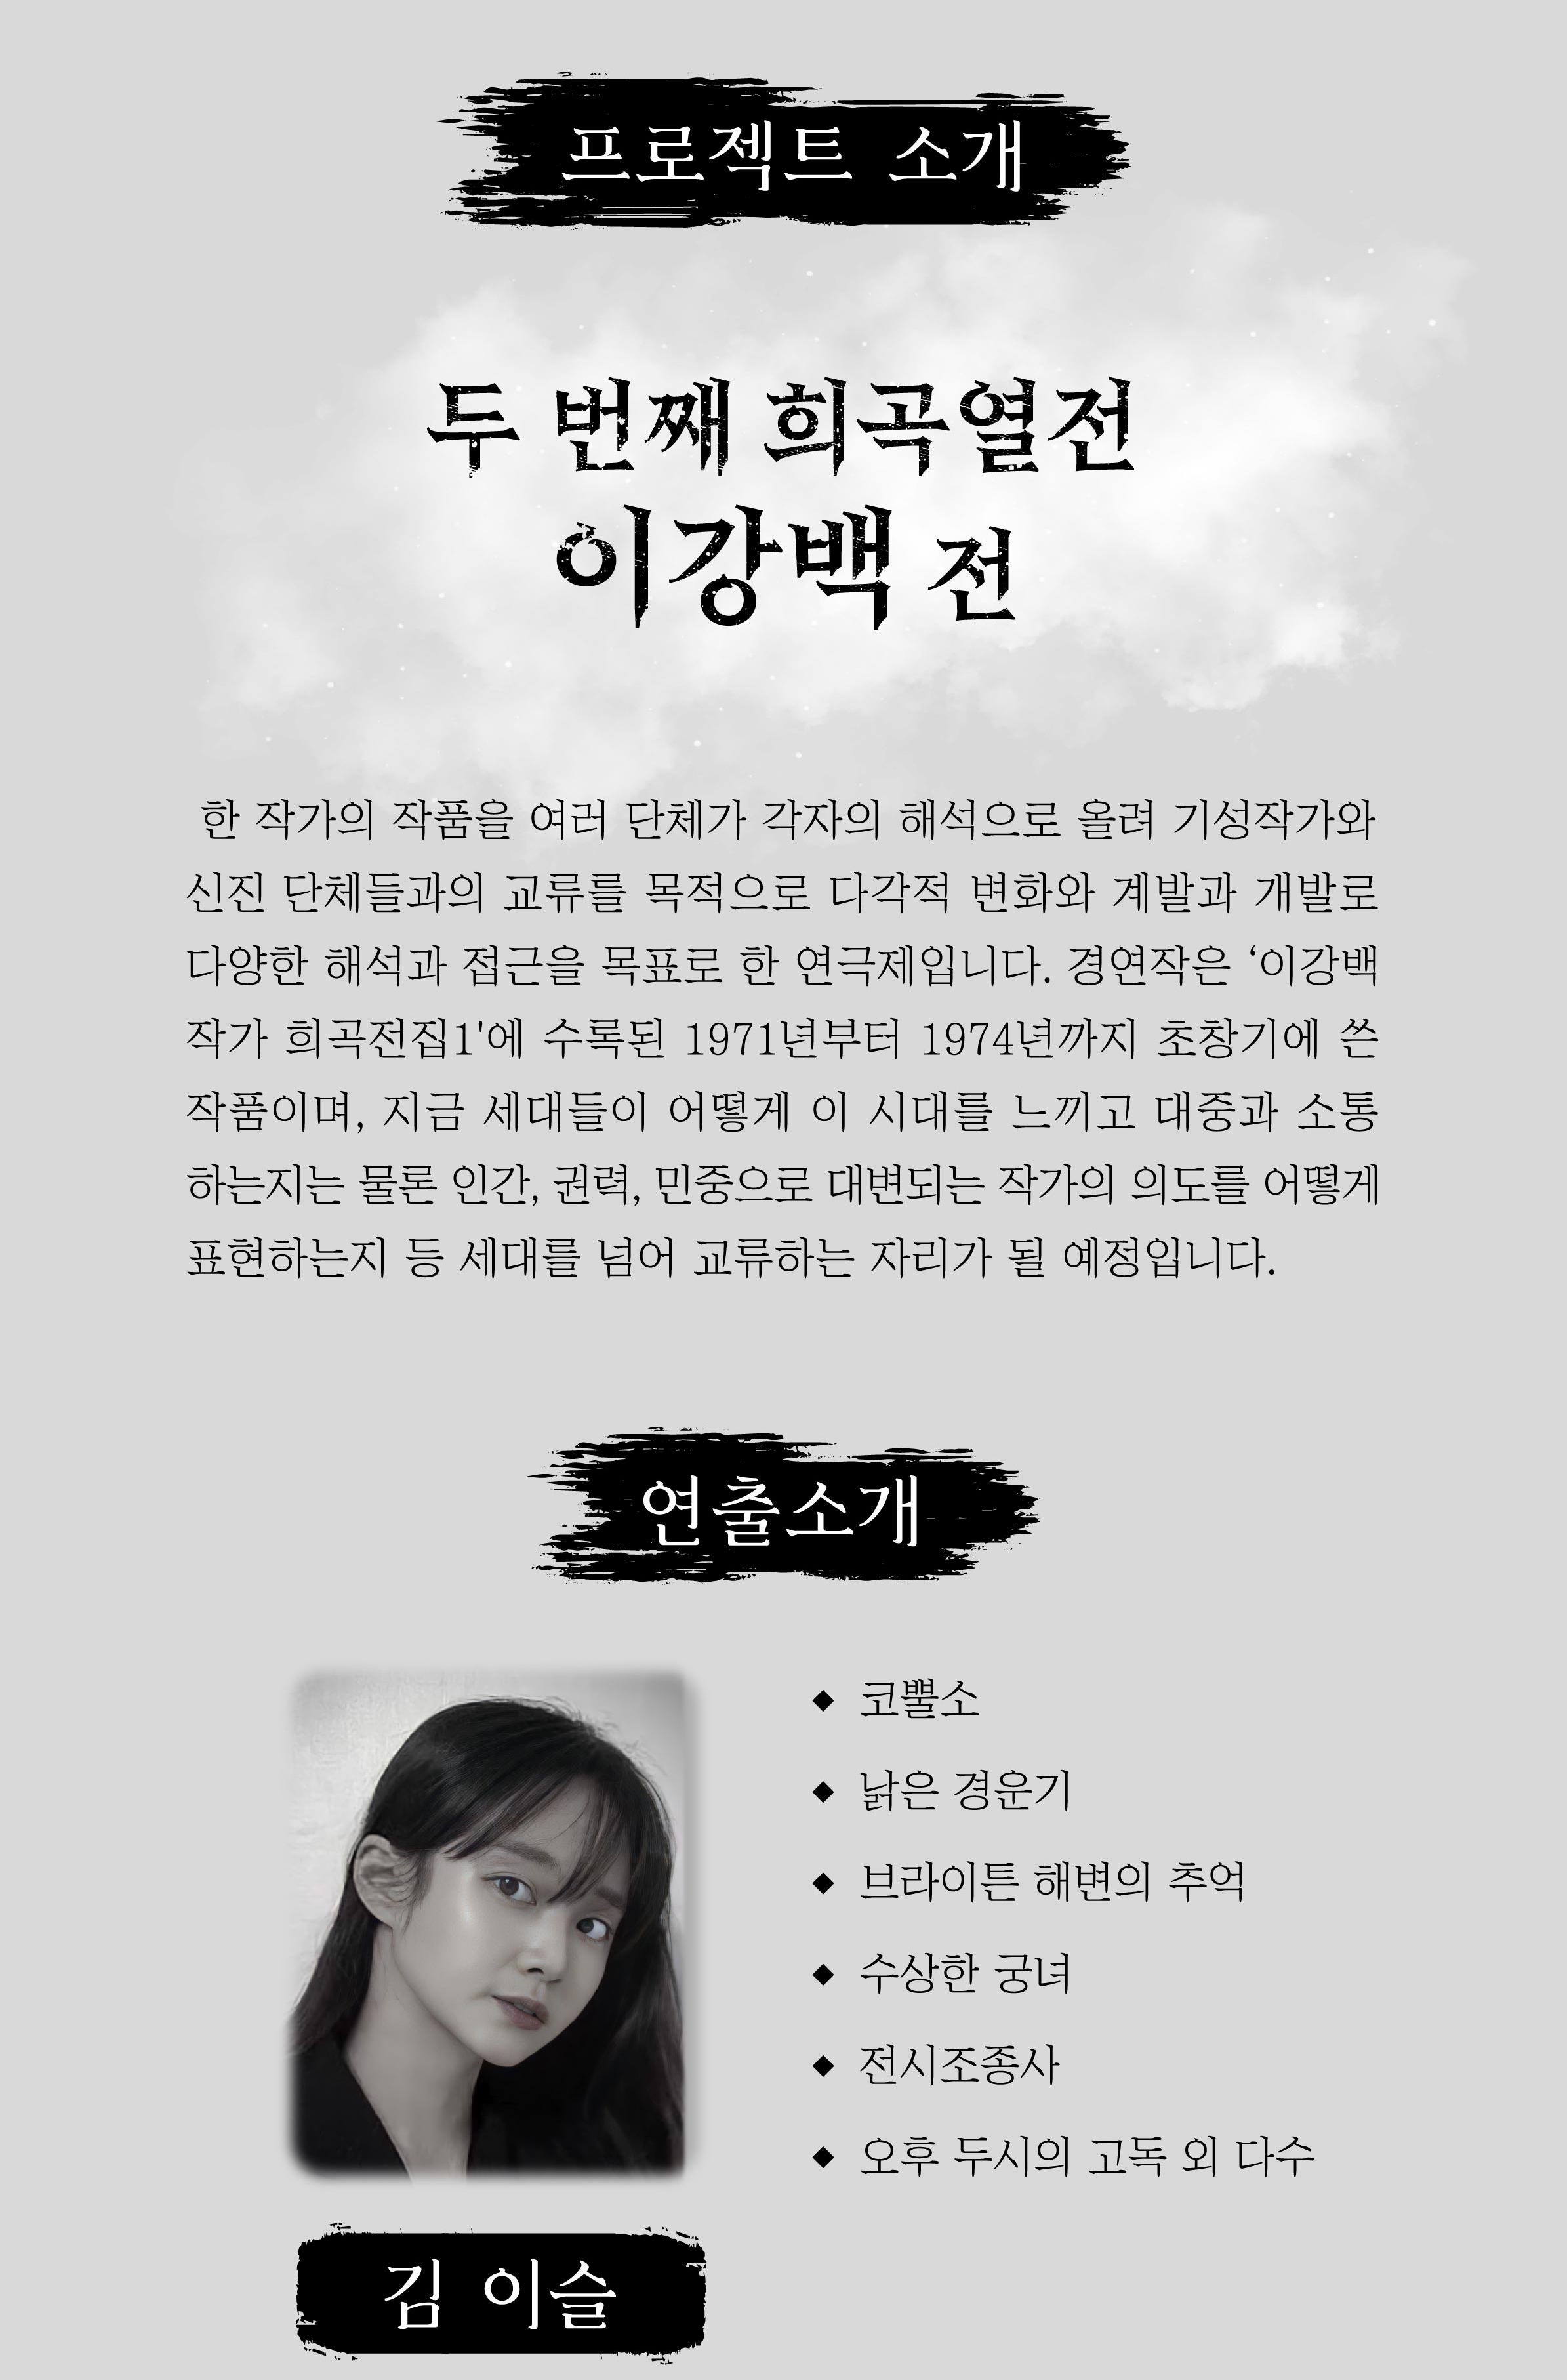 프로젝트 소개
두 번째 희곡열전
이강백 전
한 작가의 작품을 여러 단체가 각자의 해석으로 올려 기성작가와
신진 단체들과의 교류를 목적으로 다각적 변화와 계발과 개발로
다양한 해석과 접근을 목표로 한 연극제입니다. 경연작은 ‘이강백
작가 희곡전집1'에 수록된 1971년부터 1974년까지 초창기에 쓴
작품이며, 지금 세대들이 어떻게 이 시대를 느끼고 대중과 소통
하는지는 물론 인간, 권력, 민중으로 대변되는 작가의 의도를 어떻게
표현하는지 등 세대를 넘어 교류하는 자리가 될 예정입니다.
연출소개
◆ 코뿔소
◆ 낡은 경운기
◆ 브라이튼 해변의 추억
◆ 수상한 궁녀
◆ 전시조종사
◆ 오후 두시의 고독 외 다수
김 이슬